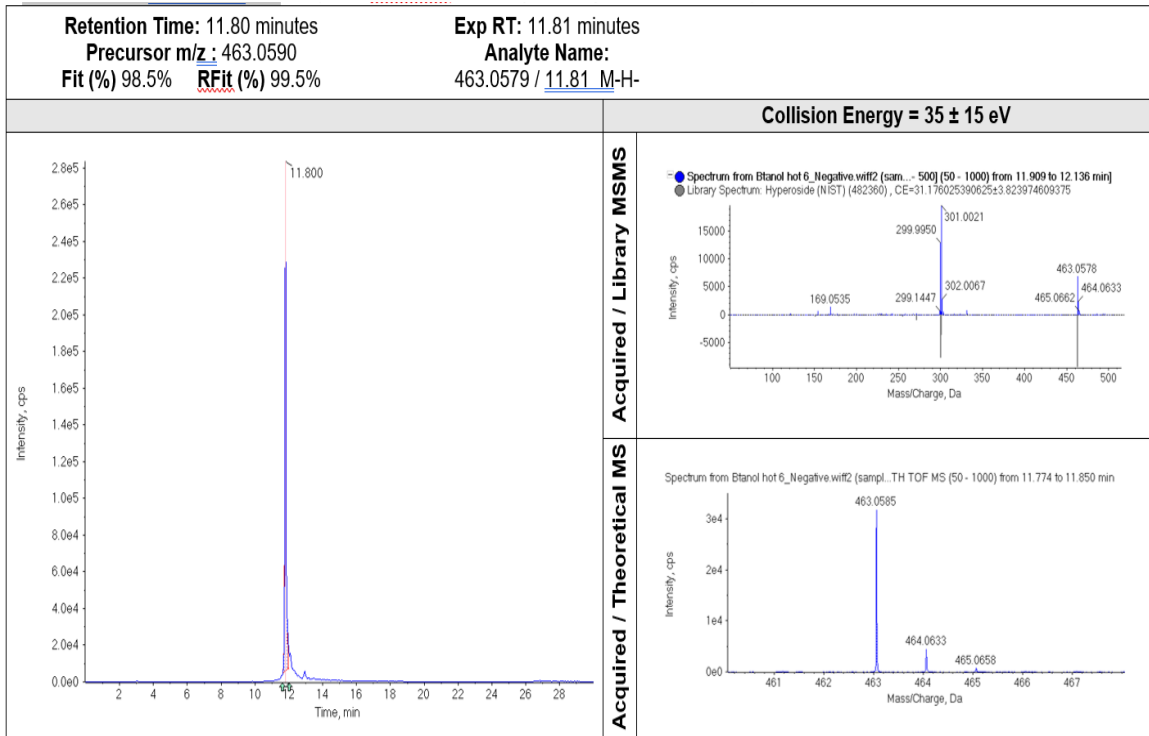 Retention Time: 11.80 minutes
Precursor m/z : 463.0590
Fit (%) 98.5% RFit (%) 99.5%
Exp RT: 11.81 minutes
Analyte Name:
463.0579 / 11.81 M-H-
Collision Energy = 35 ± 15 eV
2.8e5
2.6e5
2.4e5
2.2e5
2.0e5
1.8e5
1.6e5
1.4e5
1.2e5
1.0e5
8.0e4
6.0e4
4.0e4
2.0e4
0.0e0
Intensity, cps
11.800
2 4 6 8 10 12 14 16 18 20 22 24 26 28
Time, min
Acquired / Library MSMS
Spectrum from Btanol hot 6_Negative.wiff2 (sam...- 500] (50 - 1000) from 11.909 to 12.136 min]
Library Spectrum: Hyperoside (NIST) (482360) , CE=31.176025390625±3.823974609375
15000
10000
5000
0
-5000
Intensity, cps
301.0021
299.9950
463.0578
302.0067
464.0633
299.1447
465.0662
169.0535
100 150 200 250 300 350 400 450 500
Mass/Charge, Da
Acquired / Theoretical MS
Spectrum from Btanol hot 6_Negative.wiff2 (sampl...TH TOF MS (50 - 1000) from 11.774 to 11.850 min
3e4
2e4
1e4
0e0
Intensity, cps
463.0585
464.0633
465.0658
461 462 463 464 465 466 467
Mass/Charge, Da